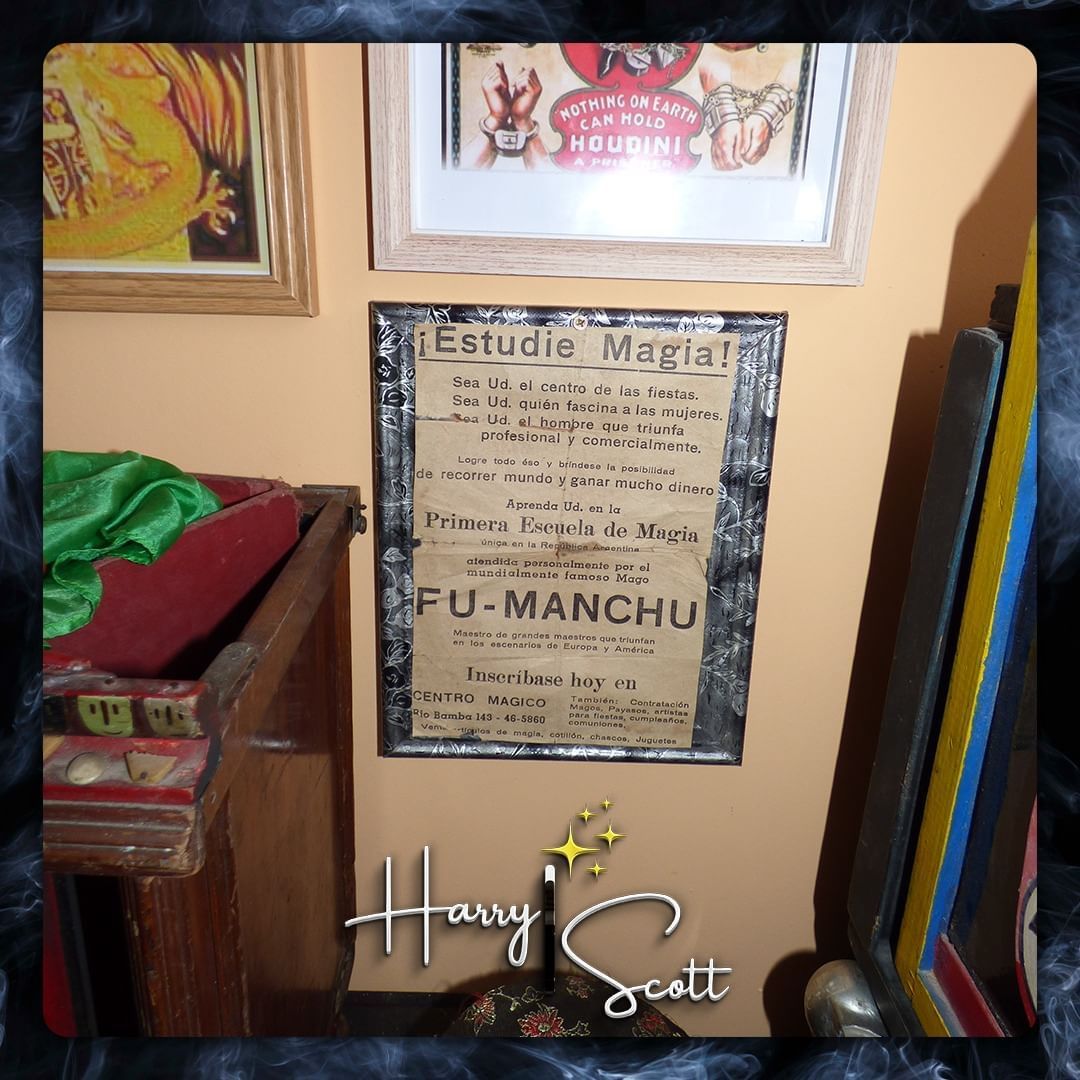 NOTHING ON EARTH
CAN HOLD
HOUDINI
A PRISONER
¡Estudie Magia!
Sea Ud. el centro de las fiestas.
Sea Ud. quién fascina a las mujeres.
Sea Ud. el hombre que triunfa
profesional y comercialmente.
Logre todo éso y bríndese la posibilidad
de recorrer mundo y ganar mucho dinero
Aprenda Ud. en la
Primera Escuela de Magia
única en la República Argentina
atendida personalmente por el
mundialmente famoso Mago
FU-MANCHU
Maestro de grandes maestros que triunfan
en los escenarios de Europa y América
Inscríbase hoy en
CENTRO MAGICO
Río Bamba 143 - 46-5860
También: Contratación
Magos, Payasos, artistas
para fiestas, cumpleaños,
comuniones,
de magia, cotillón, chascos, Juguetes
Harry Scott